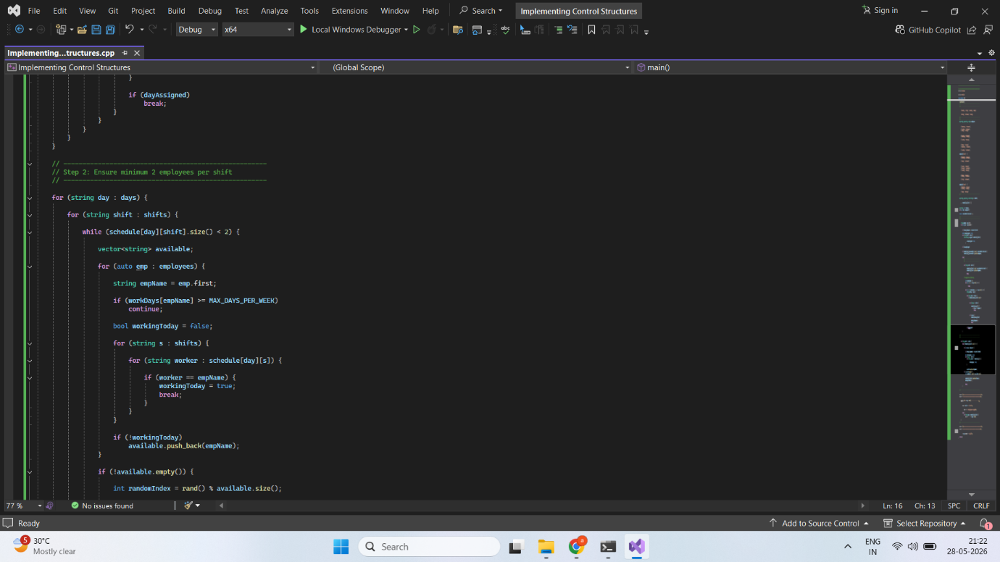 File Edit View Git Project Build Debug Test Analyze Tools Extensions Window Help Search Implementing Control Structures Sign in
Debug x64 Local Windows Debugger abc GitHub Copilot
Implementing...tructures.cpp
Implementing Control Structures (Global Scope) main()
}
if (dayAssigned)
break;
}
}
}
}
}
// --------------------------------------------------
// Step 2: Ensure minimum 2 employees per shift
// --------------------------------------------------
for (string day : days) {
for (string shift : shifts) {
while (schedule[day][shift].size() < 2) {
vector<string> available;
for (auto emp : employees) {
string empName = emp.first;
if (workDays[empName] >= MAX_DAYS_PER_WEEK)
continue;
bool workingToday = false;
for (string s : shifts) {
for (string worker : schedule[day][s]) {
if (worker == empName) {
workingToday = true;
break;
}
}
}
if (!workingToday)
available.push_back(empName);
}
if (!available.empty()) {
int randomIndex = rand() % available.size();
77 % No issues found Ln: 16 Ch: 13 SPC CRLF
Ready Add to Source Control Select Repository 1
5 30°C
Mostly clear
Search
ENG
IN
21:22
28-05-2026